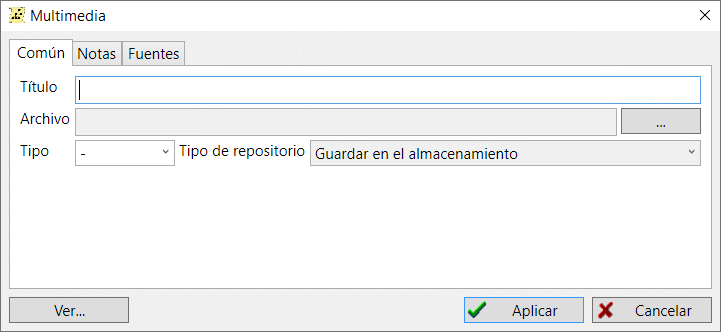 Multimedia
Común Notas Fuentes
Título
Archivo ...
Tipo - Tipo de repositorio Guardar en el almacenamiento
Ver... Aplicar Cancelar